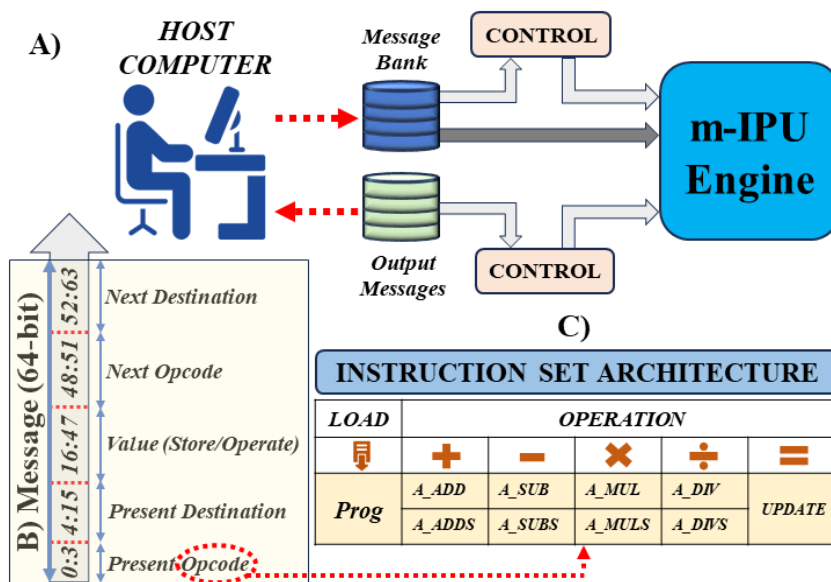 A)
HOST
COMPUTER
Message
Bank
CONTROL
m-IPU
Engine
Output
Messages
CONTROL
B) Message (64-bit)
52:63
Next Destination
48:51
Next Opcode
16:47
Value (Store/Operate)
4:15
Present Destination
0:3
Present Opcode
C)
INSTRUCTION SET ARCHITECTURE
LOAD OPERATION
+ − × ÷ =
Prog
A_ADD A_SUB A_MUL A_DIV
UPDATE
A_ADDS A_SUBS A_MULS A_DIVS